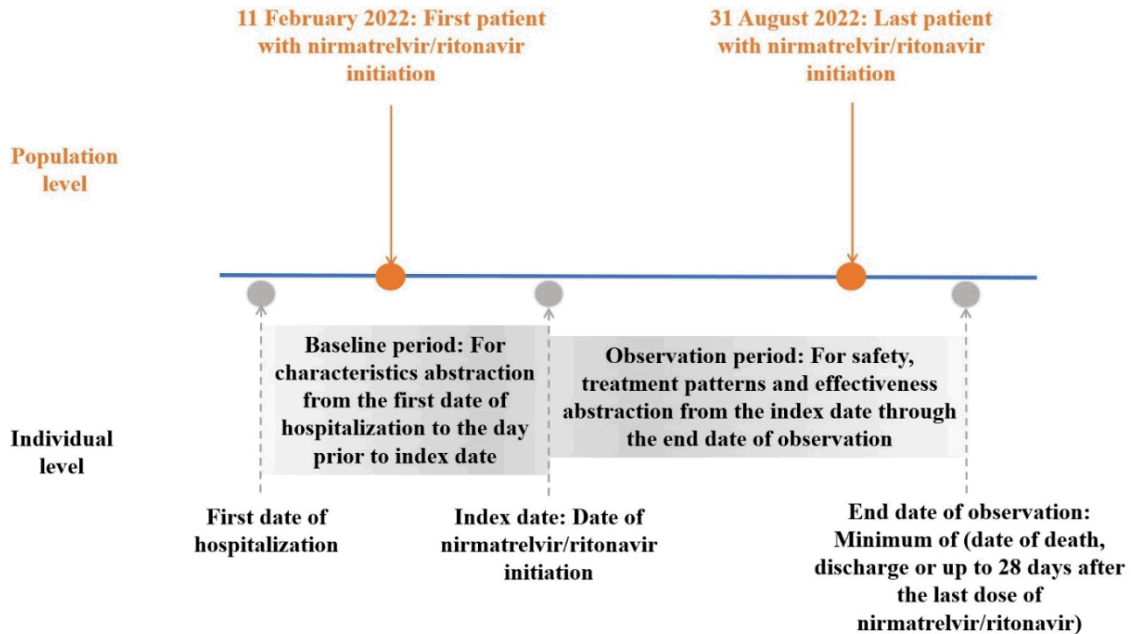 11 February 2022: First patient
with nirmatrelvir/ritonavir
initiation
31 August 2022: Last patient
with nirmatrelvir/ritonavir
initiation
Population
level
Baseline period: For
characteristics abstraction
from the first date of
hospitalization to the day
prior to index date
Observation period: For safety,
treatment patterns and effectiveness
abstraction from the index date through
the end date of observation
Individual
level
First date of
hospitalization
Index date: Date of
nirmatrelvir/ritonavir
initiation
End date of observation:
Minimum of (date of death,
discharge or up to 28 days after
the last dose of
nirmatrelvir/ritonavir)